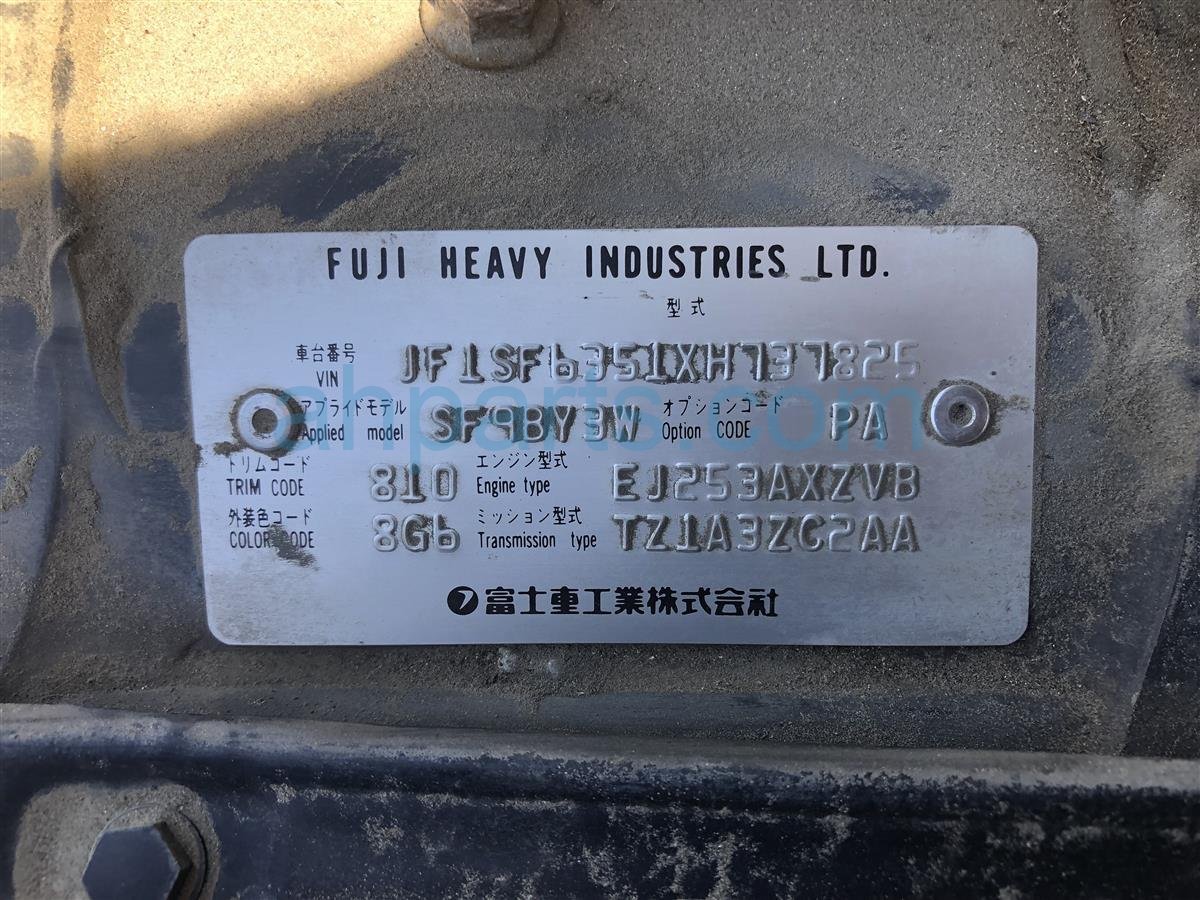 FUJI HEAVY INDUSTRIES LTD.
型式
車台番号
VIN JF1SF6351XH737825
アプライドモデル
Applied model SF9BY3W
オプションコード
Option CODE PA
トリムコード
TRIM CODE 810
エンジン型式
Engine type EJ253AXZVB
外装色コード
COLOR CODE 8G6
ミッション型式
Transmission type TZ1A3ZC2AA
富士重工業株式会社
ahparts.com